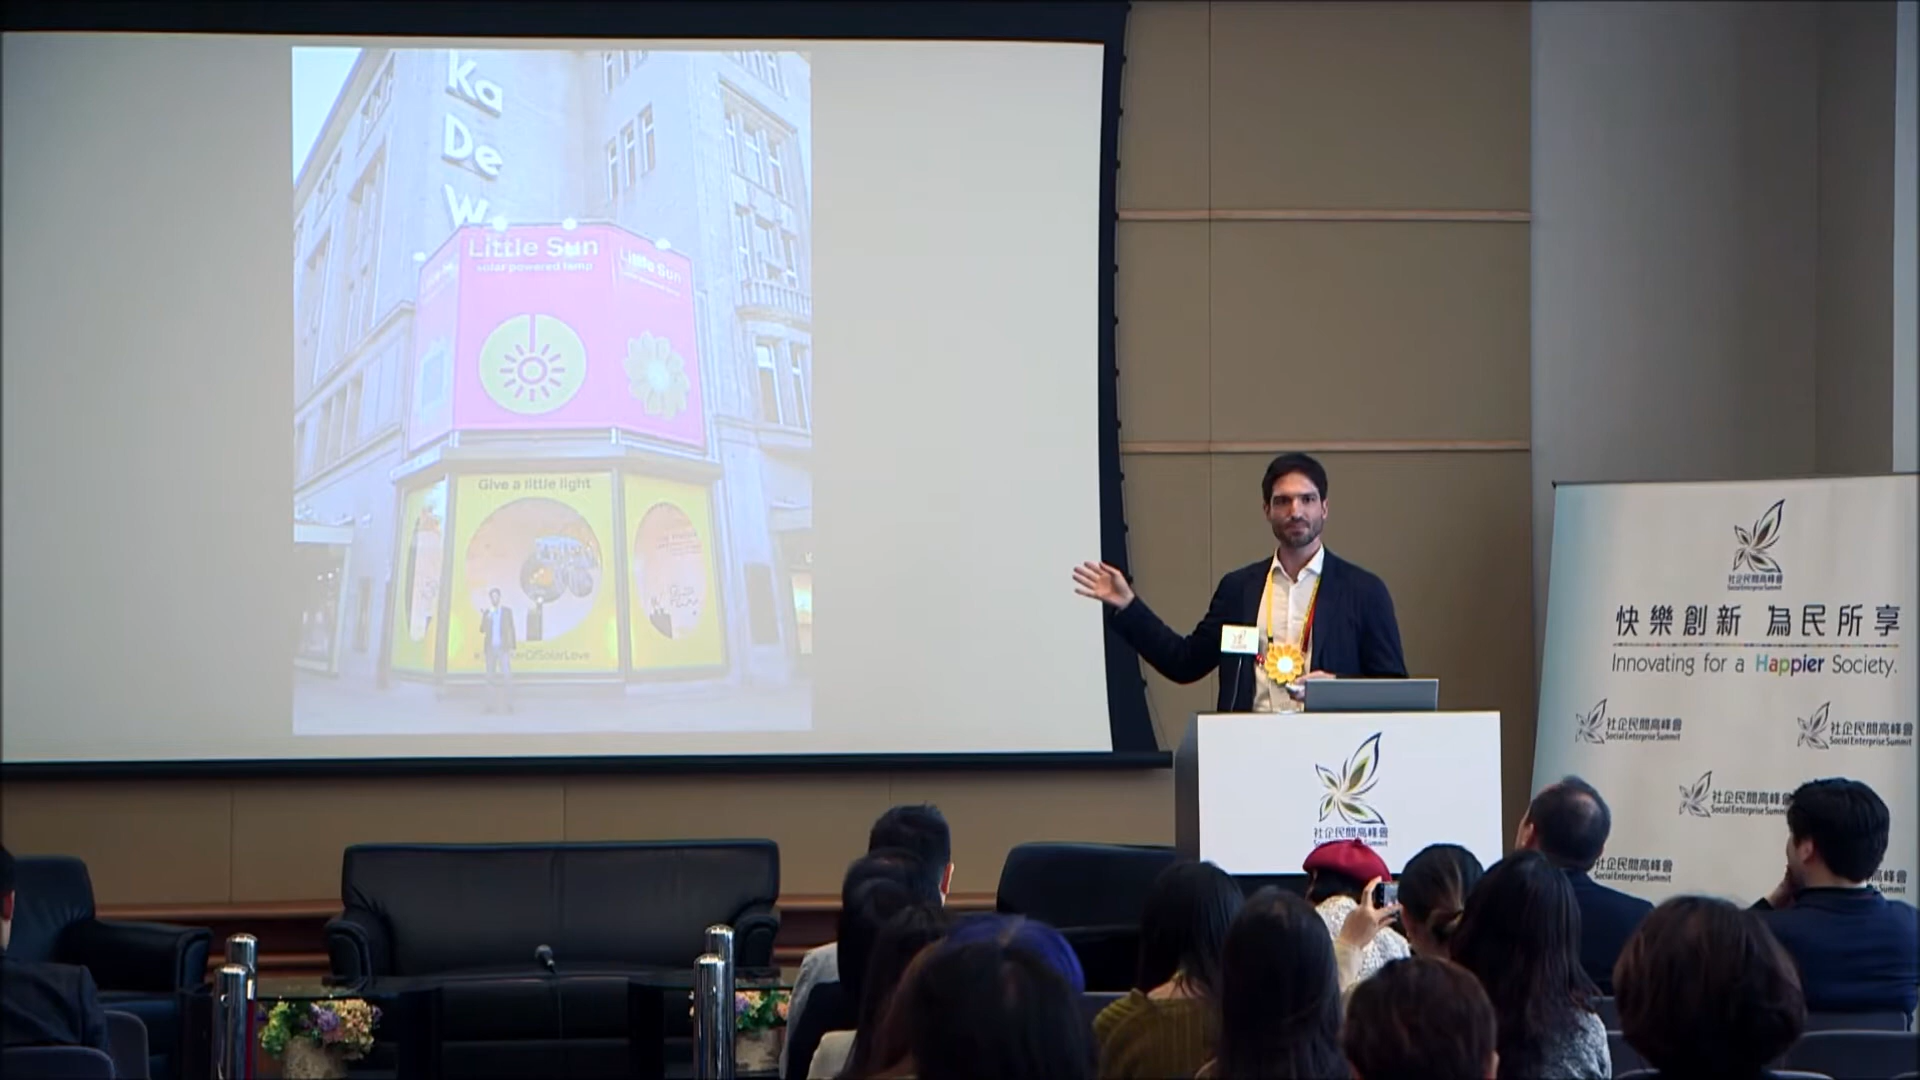 Ka
De
We
Little Sun
solar powered lamp
Little Sun
Give a little light
社企民間高峰會
Social Enterprise Summit
快樂創新 為民所享
Innovating for a Happier Society.
社企民間高峰會
Social Enterprise Summit
社企民間高峰會
Social Enterprise Summit
社企民間高峰會
Social Enterprise Summit
社企民間高峰會
社企民間高峰會
Social Enterprise Summit